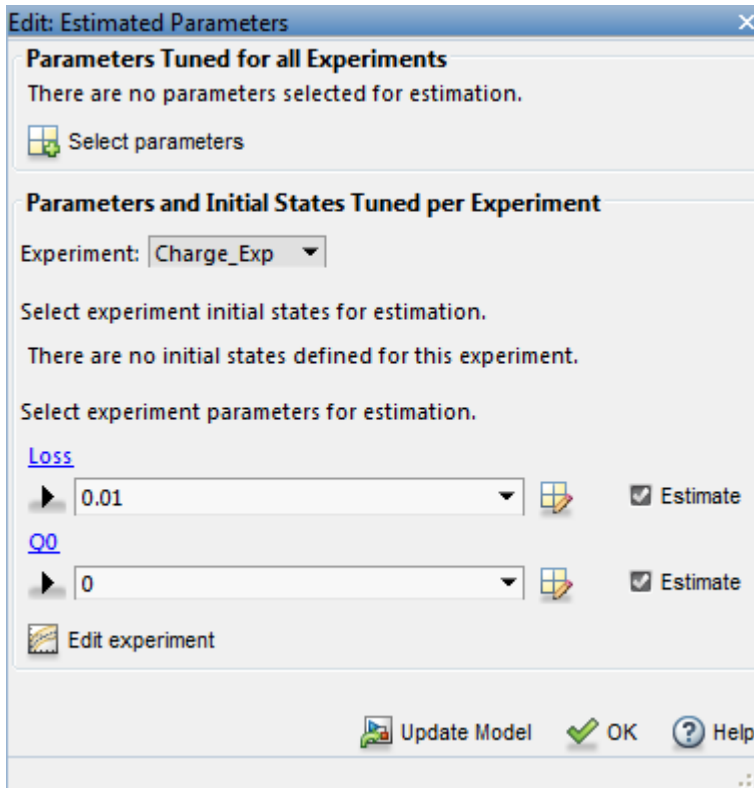 Edit: Estimated Parameters
Parameters Tuned for all Experiments
There are no parameters selected for estimation.
Select parameters
Parameters and Initial States Tuned per Experiment
Experiment: Charge_Exp
Select experiment initial states for estimation.
There are no initial states defined for this experiment.
Select experiment parameters for estimation.
Loss
0.01 Estimate
Q0
0 Estimate
Edit experiment
Update Model OK Help